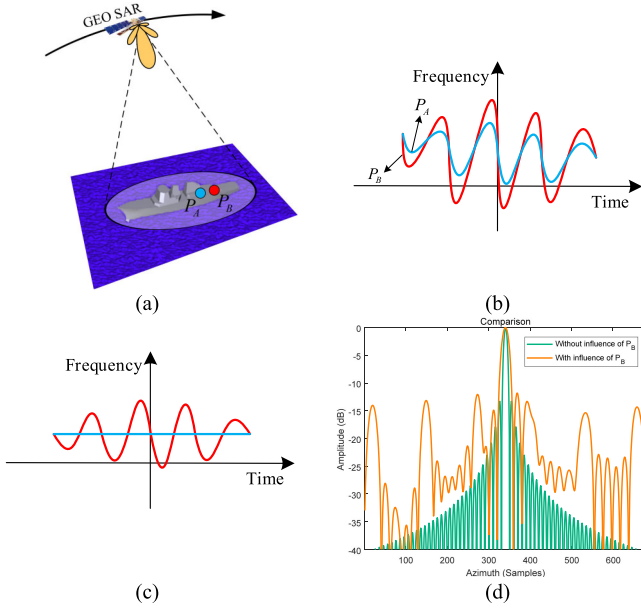 GEO SAR
P_A
P_B
(a)
Frequency
P_A
P_B
Time
(b)
Frequency
Time
(c)
Comparison
Without influence of P_B
With influence of P_B
Amplitude (dB)
0
-5
-10
-15
-20
-25
-30
-35
-40
100 200 300 400 500 600
Azimuth (Samples)
(d)